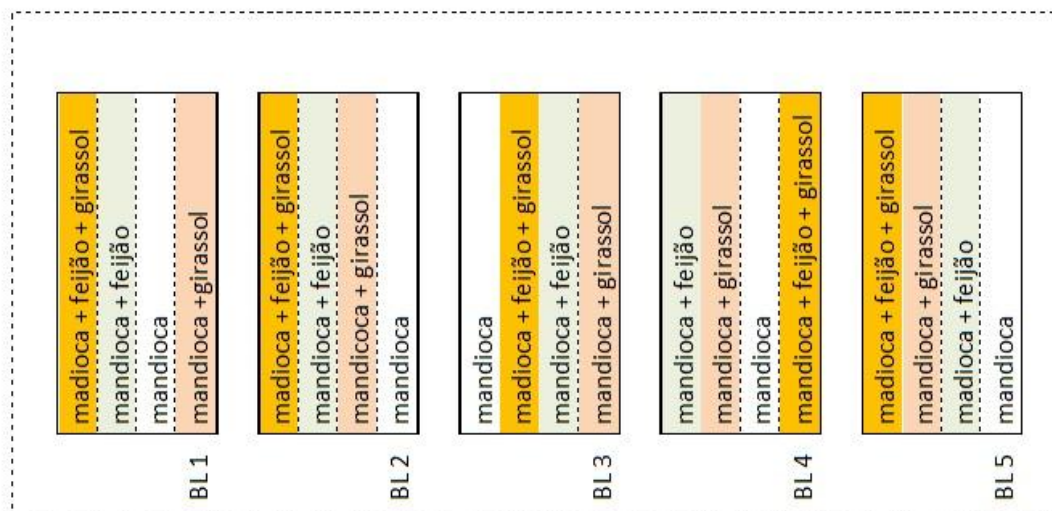 madioca + feijão + girassol
mandioca + feijão
mandioca
mandioca +girassol
BL 1
madioca + feijão + girassol
mandioca + feijão
mandicoca + girassol
mandioca
BL 2
mandioca
madioca + feijão + girassol
mandioca + feijão
mandioca + girassol
BL 3
mandioca + feijão
mandioca + girassol
mandioca
mandioca + feijão + girassol
BL 4
madioca + feijão + girassol
mandioca + girassol
madioca + feijão
mandioca
BL 5